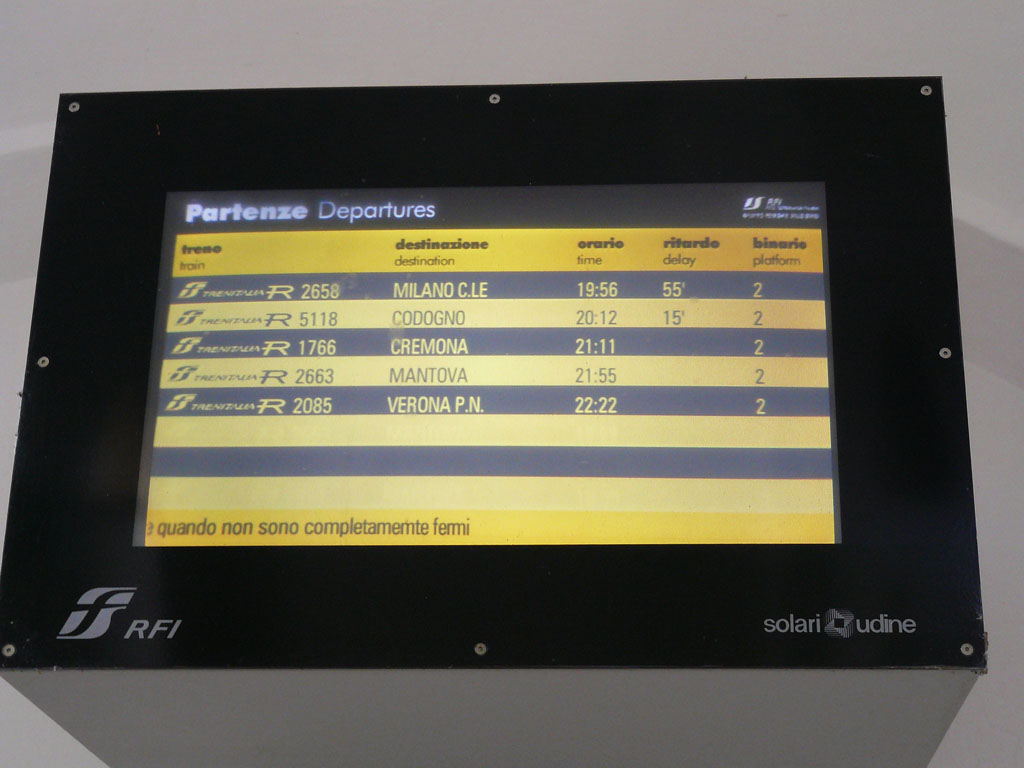 Partenze Departures RFI
treno destinazione orario ritardo binario
train destination time delay platform
TRENITALIA R 2658 MILANO C.LE 19:56 55' 2
TRENITALIA R 5118 CODOGNO 20:12 15' 2
TRENITALIA R 1766 CREMONA 21:11 2
TRENITALIA R 2663 MANTOVA 21:55 2
TRENITALIA R 2085 VERONA P.N. 22:22 2
e quando non sono completamemte fermi
RFI solari udine